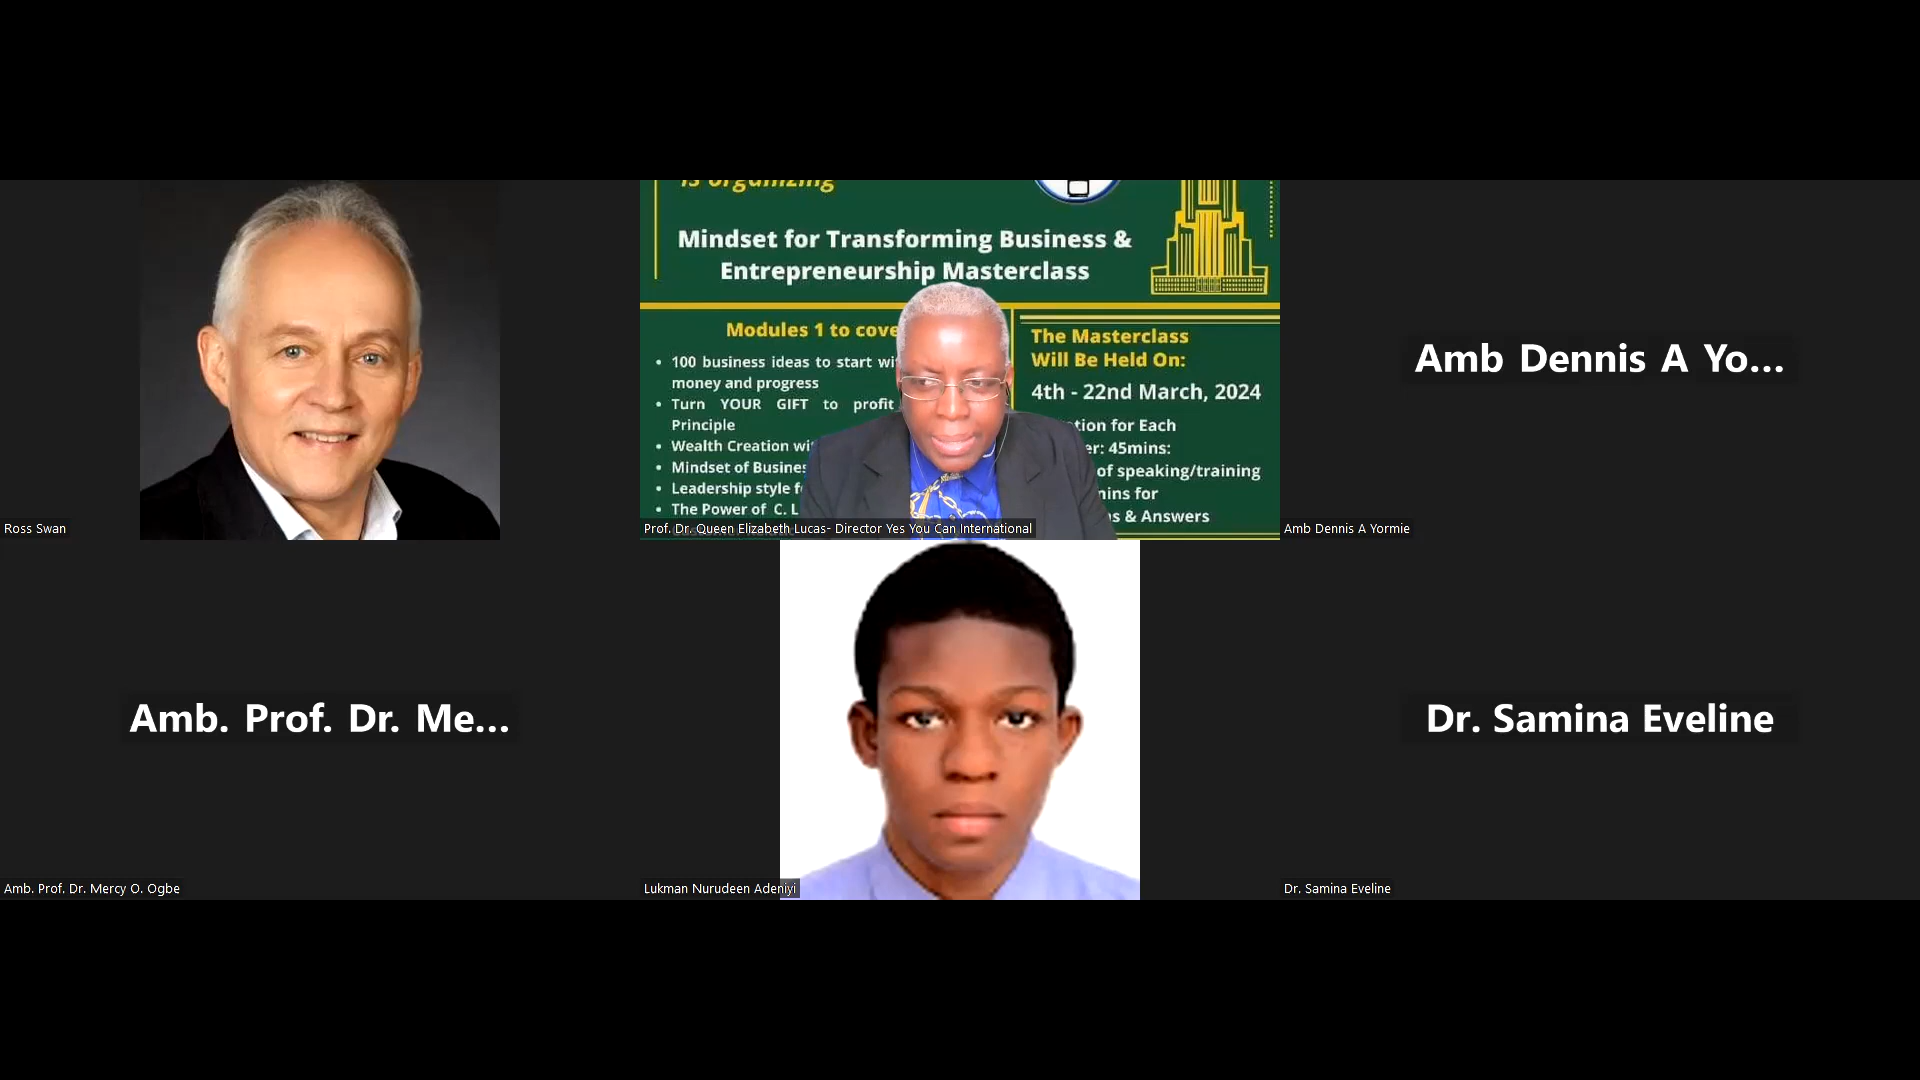 is organizing
Mindset for Transforming Business &
Entrepreneurship Masterclass
Modules 1 to cove
• 100 business ideas to start wi
money and progress
• Turn YOUR GIFT to profit
Principle
• Wealth Creation wi
• Mindset of Busines
• Leadership style f
• The Power of C. L
The Masterclass
Will Be Held On:
4th - 22nd March, 2024
tion for Each
er: 45mins:
of speaking/training
mins for
s & Answers
Ross Swan
Prof. Dr. Queen Elizabeth Lucas- Director Yes You Can International
Amb Dennis A Yo...
Amb Dennis A Yormie
Amb. Prof. Dr. Me...
Amb. Prof. Dr. Mercy O. Ogbe
Lukman Nurudeen Adeniyi
Dr. Samina Eveline
Dr. Samina Eveline